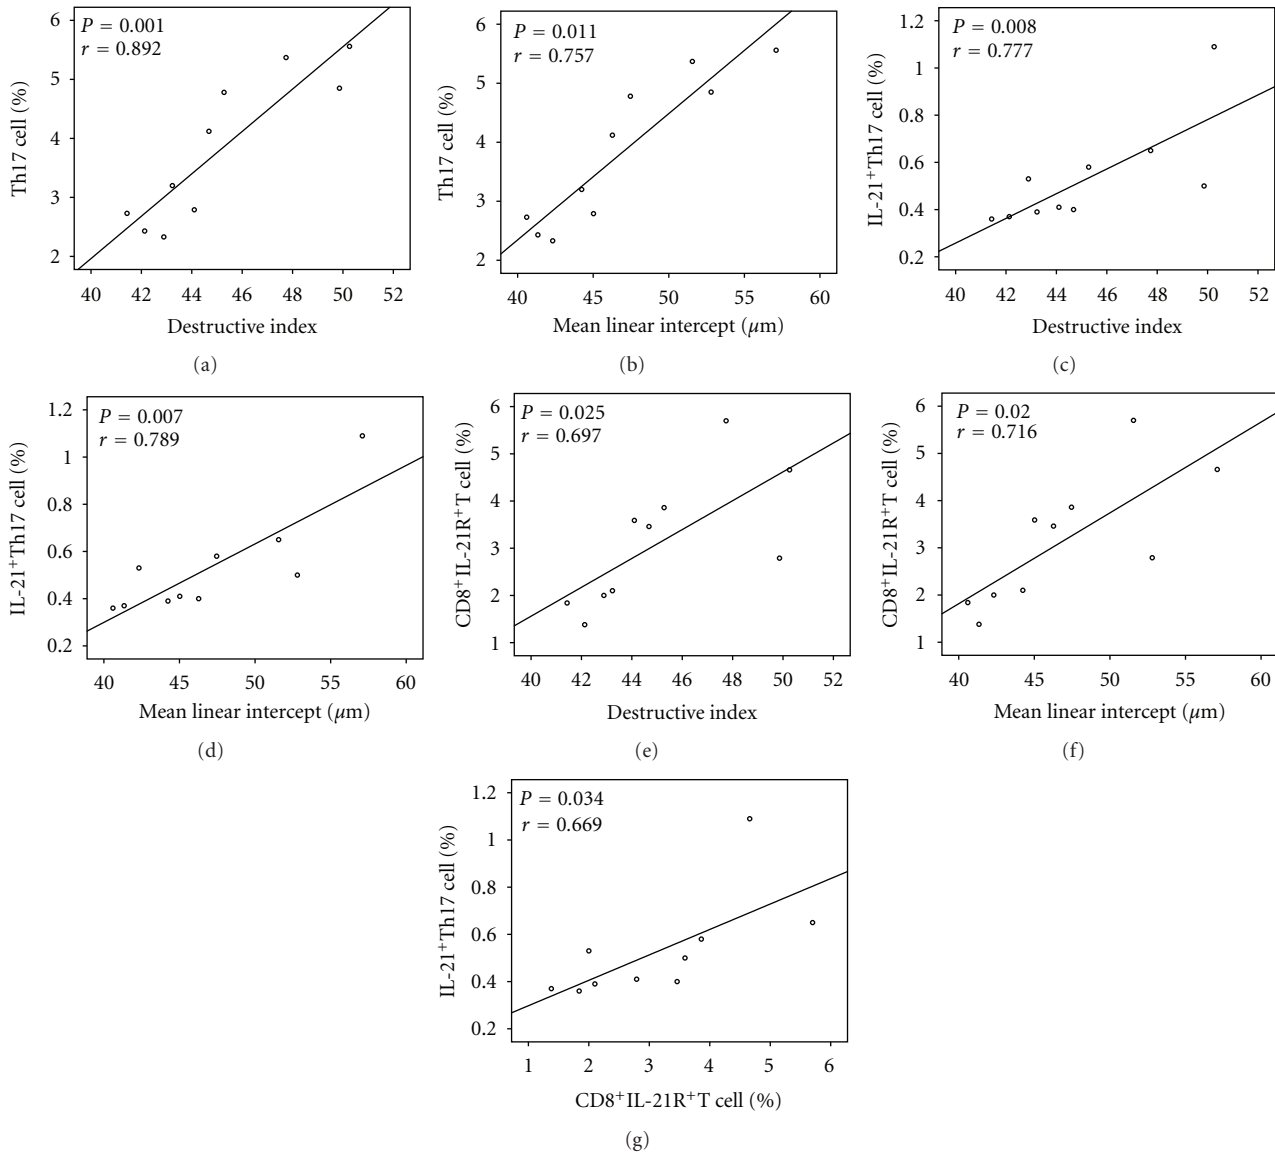 P = 0.001
r = 0.892
6
5
4
3
2
Th17 cell (%)
40 42 44 46 48 50 52
Destructive index
(a)
P = 0.011
r = 0.757
6
5
4
3
2
Th17 cell (%)
40 45 50 55 60
Mean linear intercept (μm)
(b)
P = 0.008
r = 0.777
1.2
1
0.8
0.6
0.4
0.2
IL-21⁺Th17 cell (%)
40 42 44 46 48 50 52
Destructive index
(c)
P = 0.007
r = 0.789
1.2
1
0.8
0.6
0.4
0.2
IL-21⁺Th17 cell (%)
40 45 50 55 60
Mean linear intercept (μm)
(d)
P = 0.025
r = 0.697
6
5
4
3
2
1
CD8⁺IL-21R⁺T cell (%)
40 42 44 46 48 50 52
Destructive index
(e)
P = 0.02
r = 0.716
6
5
4
3
2
1
CD8⁺IL-21R⁺T cell (%)
40 45 50 55 60
Mean linear intercept (μm)
(f)
P = 0.034
r = 0.669
1.2
1
0.8
0.6
0.4
0.2
IL-21⁺Th17 cell (%)
1 2 3 4 5 6
CD8⁺IL-21R⁺T cell (%)
(g)